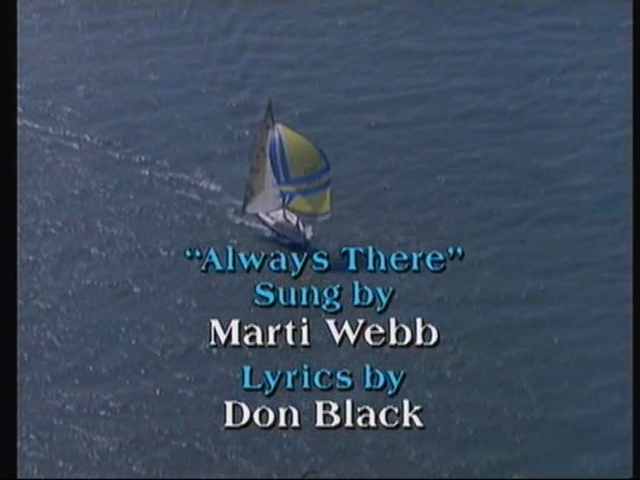 "Always There"
Sung by
Marti Webb
Lyrics by
Don Black